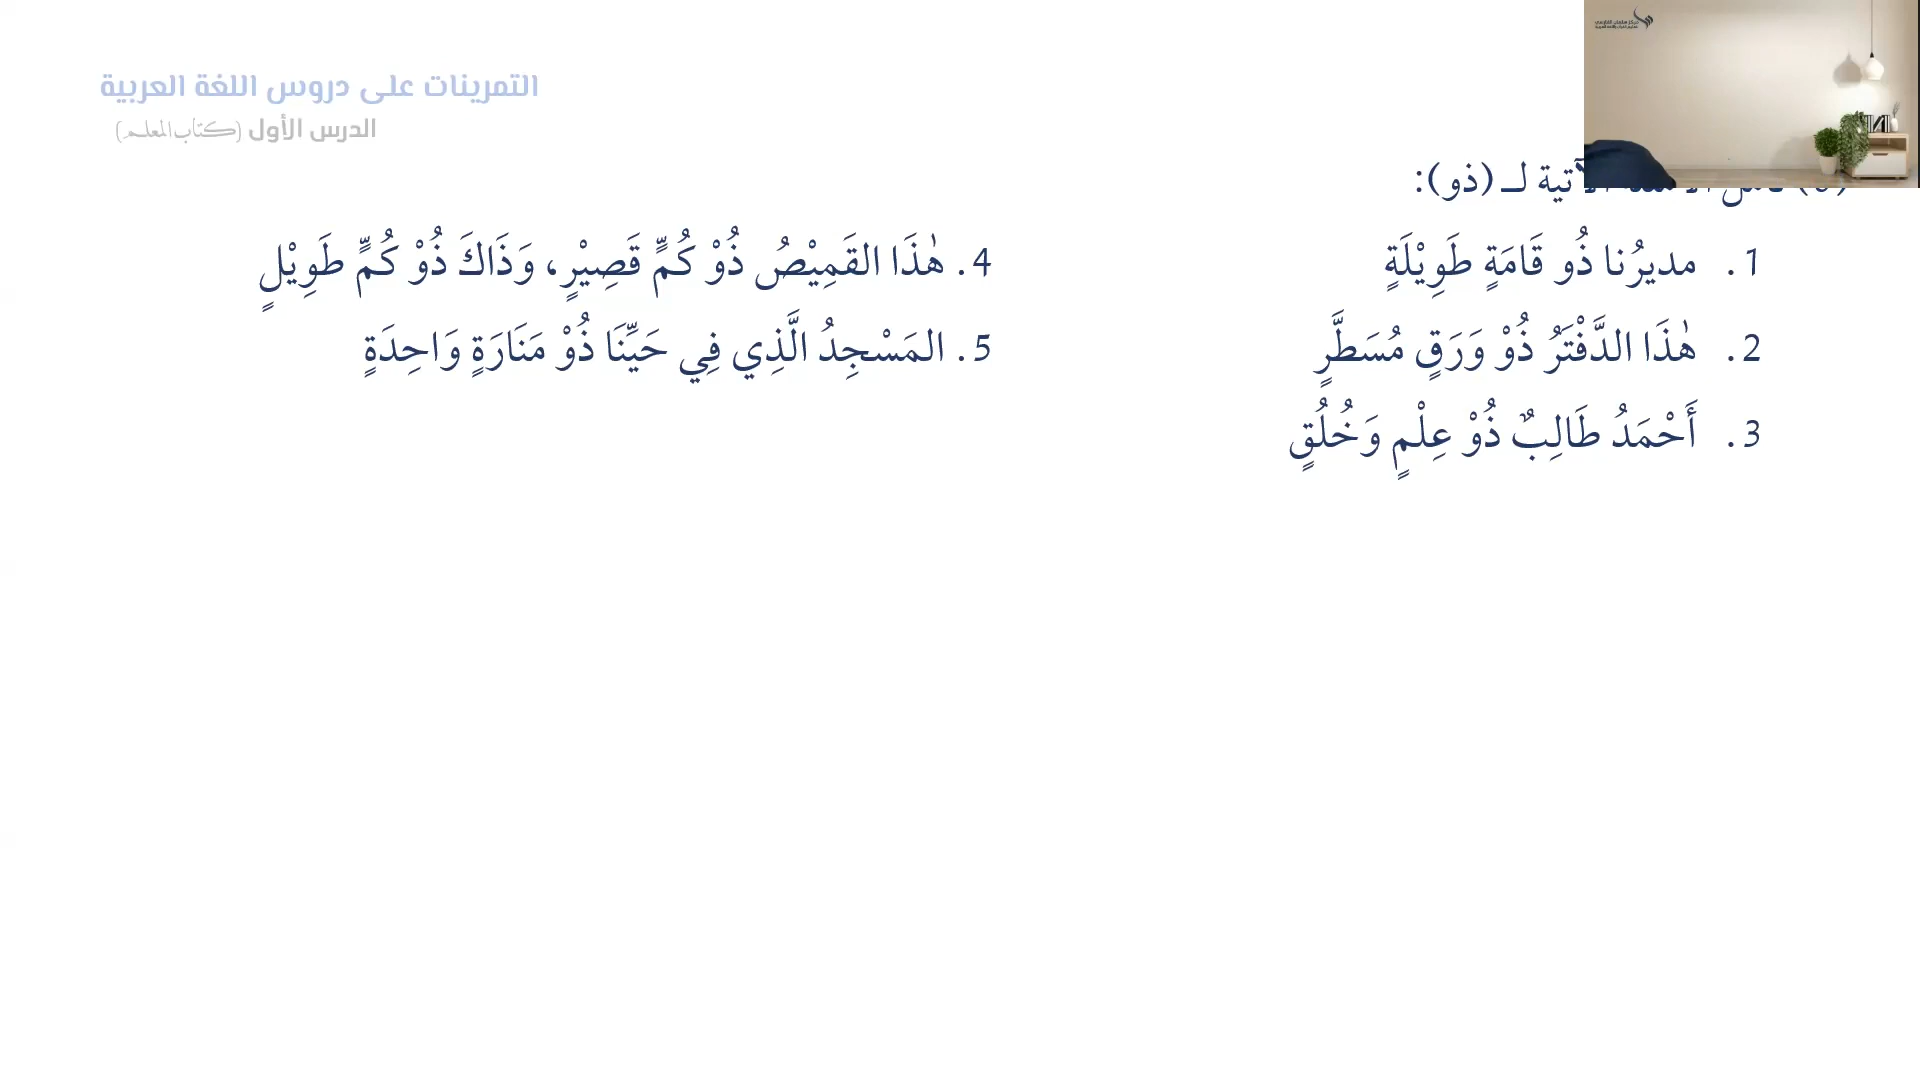 التمرينات على دروس اللغة العربية
الدرس الأول (كتاب المعلم)
الآتية لـ (ذو):
1. مديرُنا ذُو قَامَةٍ طَوِيْلَةٍ
2. هٰذَا الدَّفْتَرُ ذُوْ وَرَقٍ مُسَطَّرٍ
3. أَحْمَدُ طَالِبٌ ذُوْ عِلْمٍ وَخُلُقٍ
4. هٰذَا القَمِيْصُ ذُوْ كُمٍّ قَصِيْرٍ، وَذَاكَ ذُوْ كُمٍّ طَوِيْلٍ
5. المَسْجِدُ الَّذِي فِي حَيِّنَا ذُوْ مَنَارَةٍ وَاحِدَةٍ